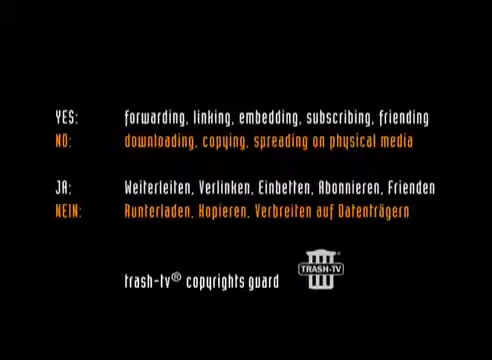 YES: forwarding, linking, embedding, subscribing, friending
NO: downloading, copying, spreading on physical media
JA: Weiterleiten, Verlinken, Einbetten, Abonnieren, Frienden
NEIN: Runterladen, Kopieren, Verbreiten auf Datenträgern
trash-tv® copyrights guard
TRASH-TV®